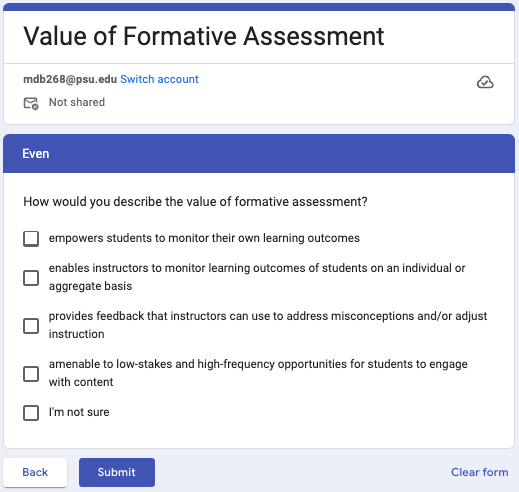 Value of Formative Assessment
mdb268@psu.edu Switch account
Not shared
Even
How would you describe the value of formative assessment?
empowers students to monitor their own learning outcomes
enables instructors to monitor learning outcomes of students on an individual or
aggregate basis
provides feedback that instructors can use to address misconceptions and/or adjust
instruction
amenable to low-stakes and high-frequency opportunities for students to engage
with content
I'm not sure
Back
Submit
Clear form